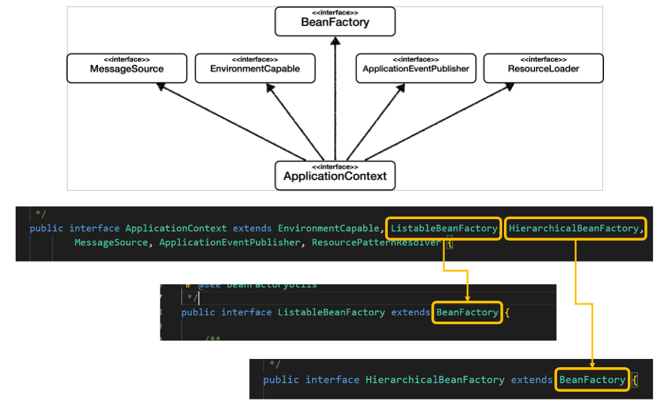 <<interface>>
BeanFactory
<<interface>>
MessageSource
<<interface>>
EnvironmentCapable
<<interface>>
ApplicationEventPublisher
<<interface>>
ResourceLoader
<<interface>>
ApplicationContext
*/
public interface ApplicationContext extends EnvironmentCapable, ListableBeanFactory, HierarchicalBeanFactory,
MessageSource, ApplicationEventPublisher, ResourcePatternResolver {
@see BeanFactoryUtils
*/
public interface ListableBeanFactory extends BeanFactory {
/**
*/
public interface HierarchicalBeanFactory extends BeanFactory {